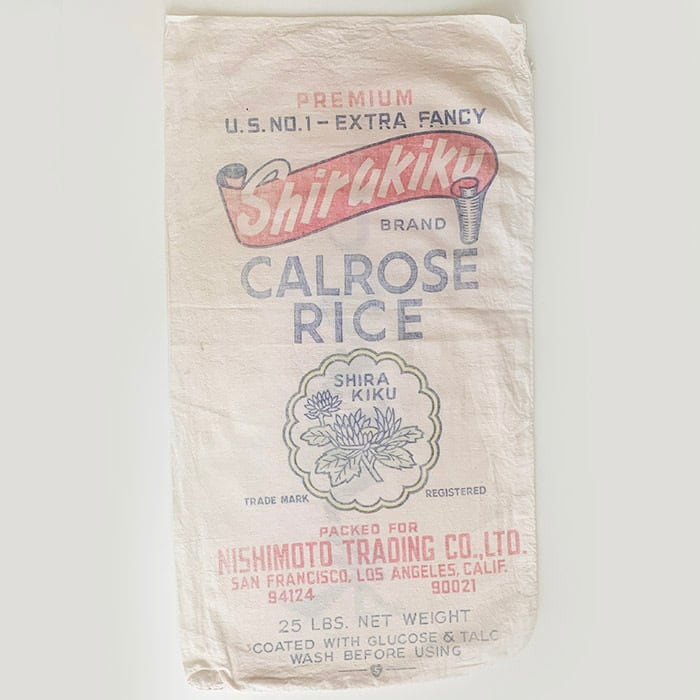 PREMIUM
U.S. NO.1 - EXTRA FANCY
Shirakiku
BRAND
CALROSE
RICE
SHIRA
KIKU
TRADE MARK REGISTERED
PACKED FOR
NISHIMOTO TRADING CO., LTD.
SAN FRANCISCO, LOS ANGELES, CALIF.
94124 90021
25 LBS. NET WEIGHT
COATED WITH GLUCOSE & TALC
WASH BEFORE USING